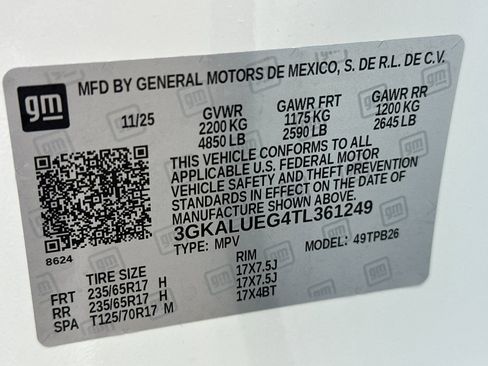 gm
MFD BY GENERAL MOTORS DE MEXICO, S. DE R.L. DE C.V.
11/25 GVWR GAWR FRT GAWR RR
2200 KG 1175 KG 1200 KG
4850 LB 2590 LB 2645 LB
THIS VEHICLE CONFORMS TO ALL
APPLICABLE U.S. FEDERAL MOTOR
VEHICLE SAFETY AND THEFT PREVENTION
STANDARDS IN EFFECT ON THE DATE OF
MANUFACTURE SHOWN ABOVE.
3GKALUEG4TL361249
8624 TYPE: MPV MODEL: 49TPB26
TIRE SIZE RIM
FRT 235/65R17 H 17X7.5J
RR 235/65R17 H 17X7.5J
SPA T125/70R17 M 17X4BT